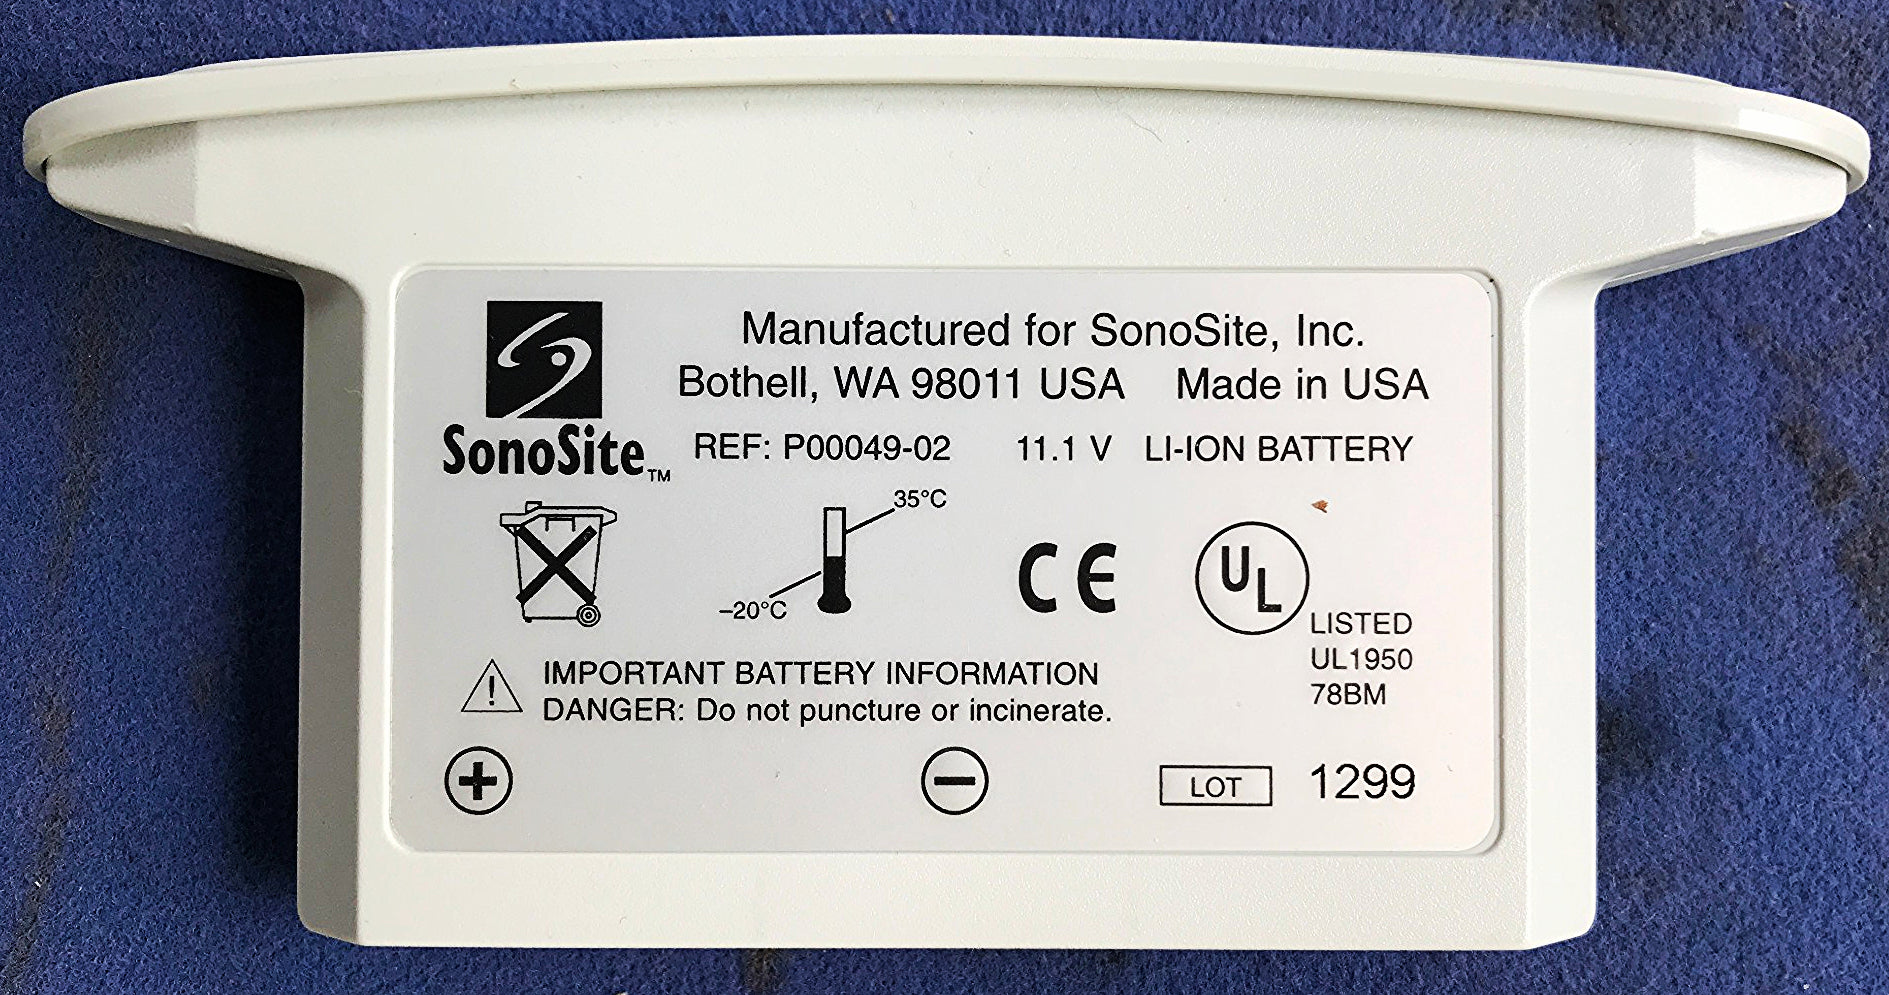 Manufactured for SonoSite, Inc.
Bothell, WA 98011 USA Made in USA
SonoSite™ REF: P00049-02 11.1 V LI-ION BATTERY
35°C
-20°C
CE
UL
LISTED
UL1950
78BM
! IMPORTANT BATTERY INFORMATION
DANGER: Do not puncture or incinerate.
+ − LOT 1299